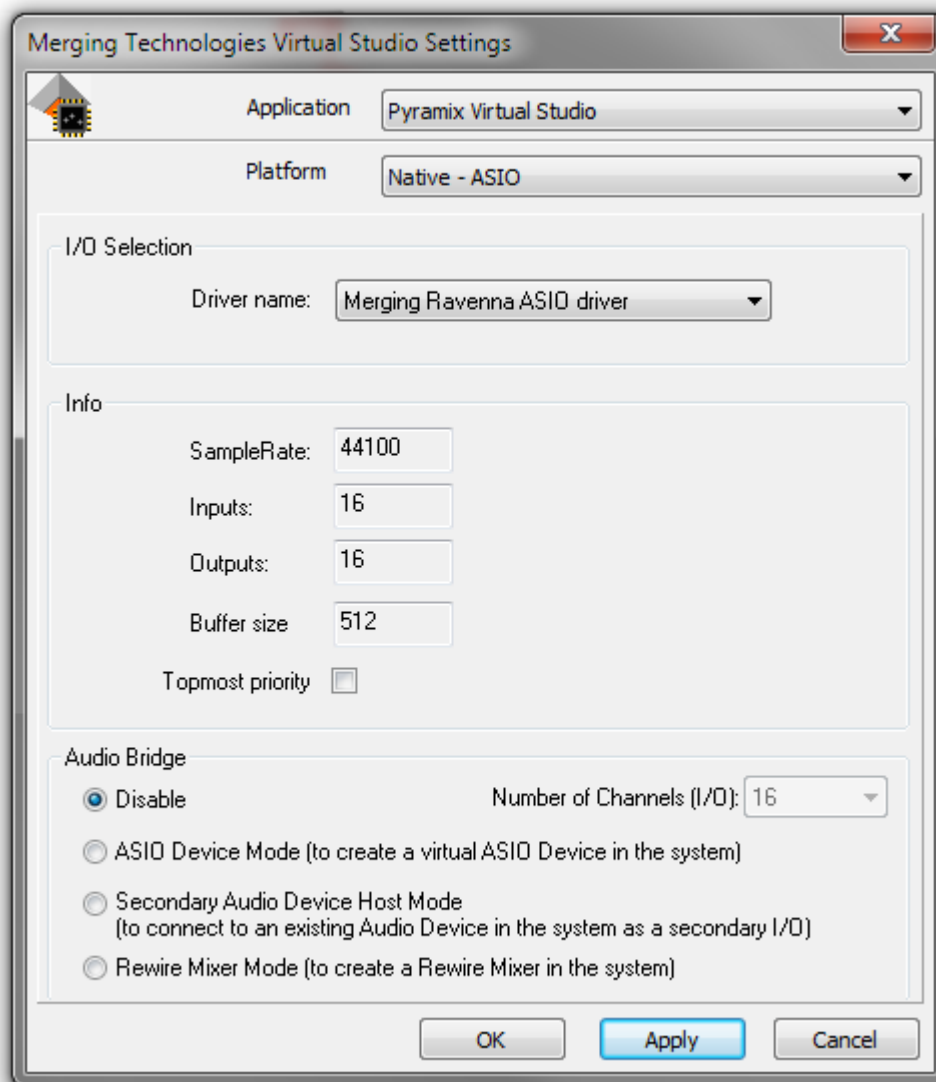 Merging Technologies Virtual Studio Settings
Application Pyramix Virtual Studio
Platform Native - ASIO
I/O Selection
Driver name: Merging Ravenna ASIO driver
Info
SampleRate: 44100
Inputs: 16
Outputs: 16
Buffer size 512
Topmost priority
Audio Bridge
Disable Number of Channels (I/O): 16
ASIO Device Mode (to create a virtual ASIO Device in the system)
Secondary Audio Device Host Mode
(to connect to an existing Audio Device in the system as a secondary I/O)
Rewire Mixer Mode (to create a Rewire Mixer in the system)
OK Apply Cancel